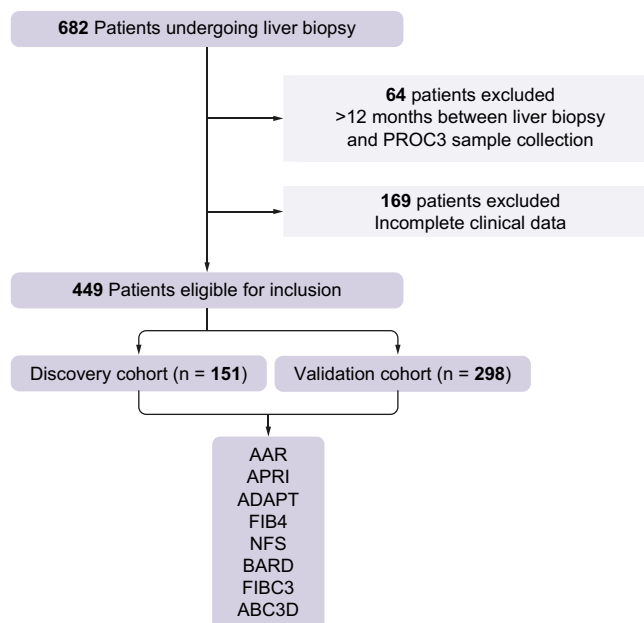 682 Patients undergoing liver biopsy
64 patients excluded
>12 months between liver biopsy
and PROC3 sample collection
169 patients excluded
Incomplete clinical data
449 Patients eligible for inclusion
Discovery cohort (n = 151)
Validation cohort (n = 298)
AAR
APRI
ADAPT
FIB4
NFS
BARD
FIBC3
ABC3D